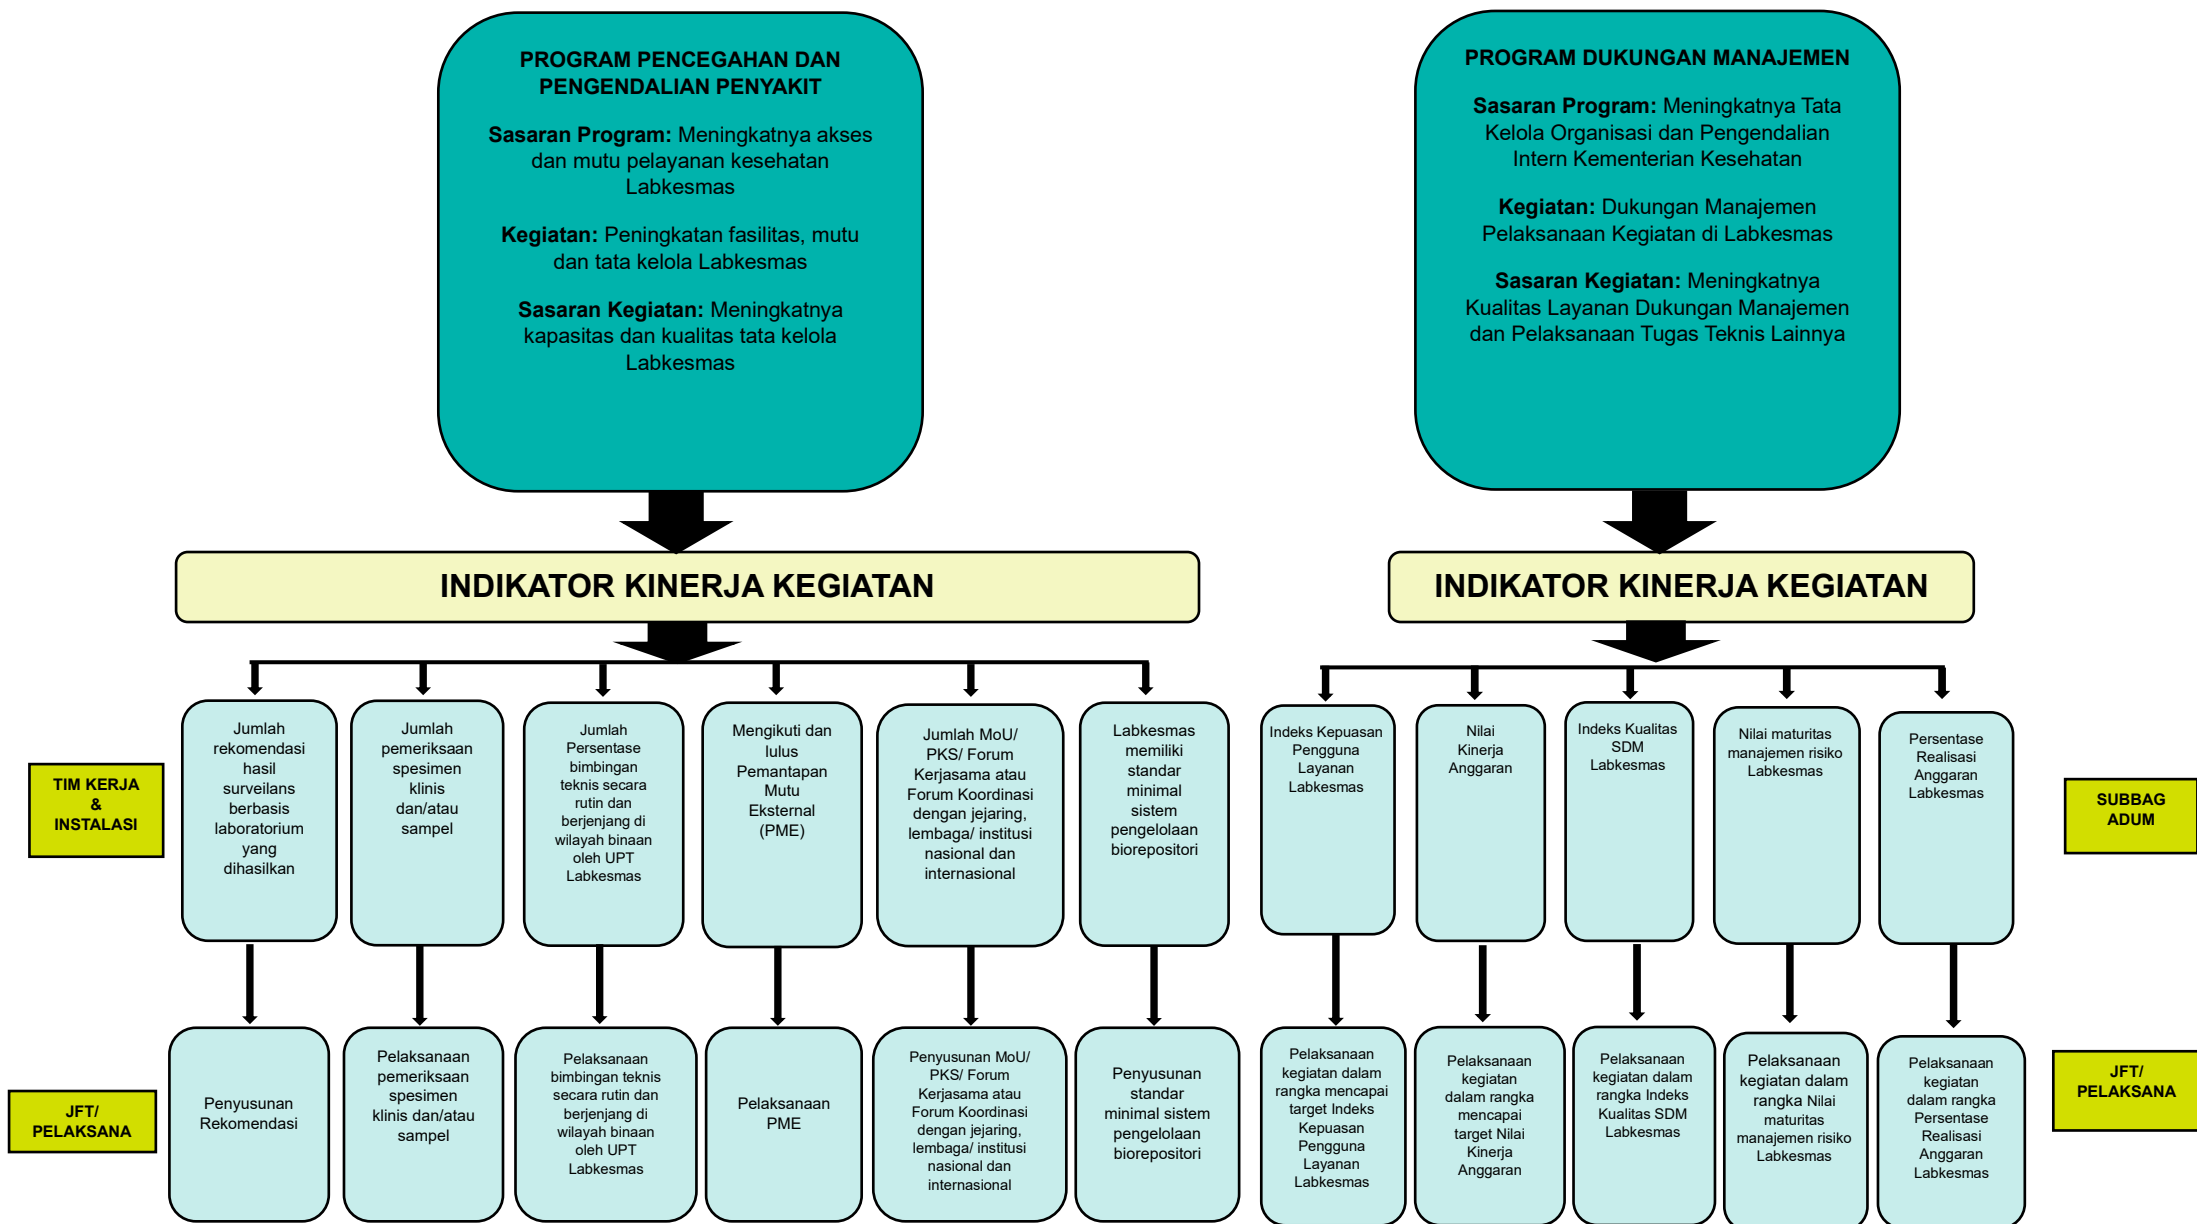 PROGRAM PENCEGAHAN DAN
PENGENDALIAN PENYAKIT
Sasaran Program: Meningkatnya akses
dan mutu pelayanan kesehatan
Labkesmas
Kegiatan: Peningkatan fasilitas, mutu
dan tata kelola Labkesmas
Sasaran Kegiatan: Meningkatnya
kapasitas dan kualitas tata kelola
Labkesmas
PROGRAM DUKUNGAN MANAJEMEN
Sasaran Program: Meningkatnya Tata
Kelola Organisasi dan Pengendalian
Intern Kementerian Kesehatan
Kegiatan: Dukungan Manajemen
Pelaksanaan Kegiatan di Labkesmas
Sasaran Kegiatan: Meningkatnya
Kualitas Layanan Dukungan Manajemen
dan Pelaksanaan Tugas Teknis Lainnya
INDIKATOR KINERJA KEGIATAN
INDIKATOR KINERJA KEGIATAN
TIM KERJA
&
INSTALASI
Jumlah
rekomendasi
hasil
surveilans
berbasis
laboratorium
yang
dihasilkan
Jumlah
pemeriksaan
spesimen
klinis
dan/atau
sampel
Jumlah
Persentase
bimbingan
teknis secara
rutin dan
berjenjang di
wilayah binaan
oleh UPT
Labkesmas
Mengikuti dan
lulus
Pemantapan
Mutu
Eksternal
(PME)
Jumlah MoU/
PKS/ Forum
Kerjasama atau
Forum Koordinasi
dengan jejaring,
lembaga/ institusi
nasional dan
internasional
Labkesmas
memiliki
standar
minimal
sistem
pengelolaan
biorepositori
Indeks Kepuasan
Pengguna
Layanan
Labkesmas
Nilai
Kinerja
Anggaran
Indeks Kualitas
SDM
Labkesmas
Nilai maturitas
manajemen risiko
Labkesmas
Persentase
Realisasi
Anggaran
Labkesmas
SUBBAG
ADUM
JFT/
PELAKSANA
Penyusunan
Rekomendasi
Pelaksanaan
pemeriksaan
spesimen
klinis dan/atau
sampel
Pelaksanaan
bimbingan teknis
secara rutin dan
berjenjang di
wilayah binaan
oleh UPT
Labkesmas
Pelaksanaan
PME
Penyusunan MoU/
PKS/ Forum
Kerjasama atau
Forum Koordinasi
dengan jejaring,
lembaga/ institusi
nasional dan
internasional
Penyusunan
standar
minimal sistem
pengelolaan
biorepositori
Pelaksanaan
kegiatan dalam
rangka mencapai
target Indeks
Kepuasan
Pengguna
Layanan
Labkesmas
Pelaksanaan
kegiatan
dalam rangka
mencapai
target Nilai
Kinerja
Anggaran
Pelaksanaan
kegiatan dalam
rangka Indeks
Kualitas SDM
Labkesmas
Pelaksanaan
kegiatan dalam
rangka Nilai
maturitas
manajemen risiko
Labkesmas
Pelaksanaan
kegiatan
dalam rangka
Persentase
Realisasi
Anggaran
Labkesmas
JFT/
PELAKSANA